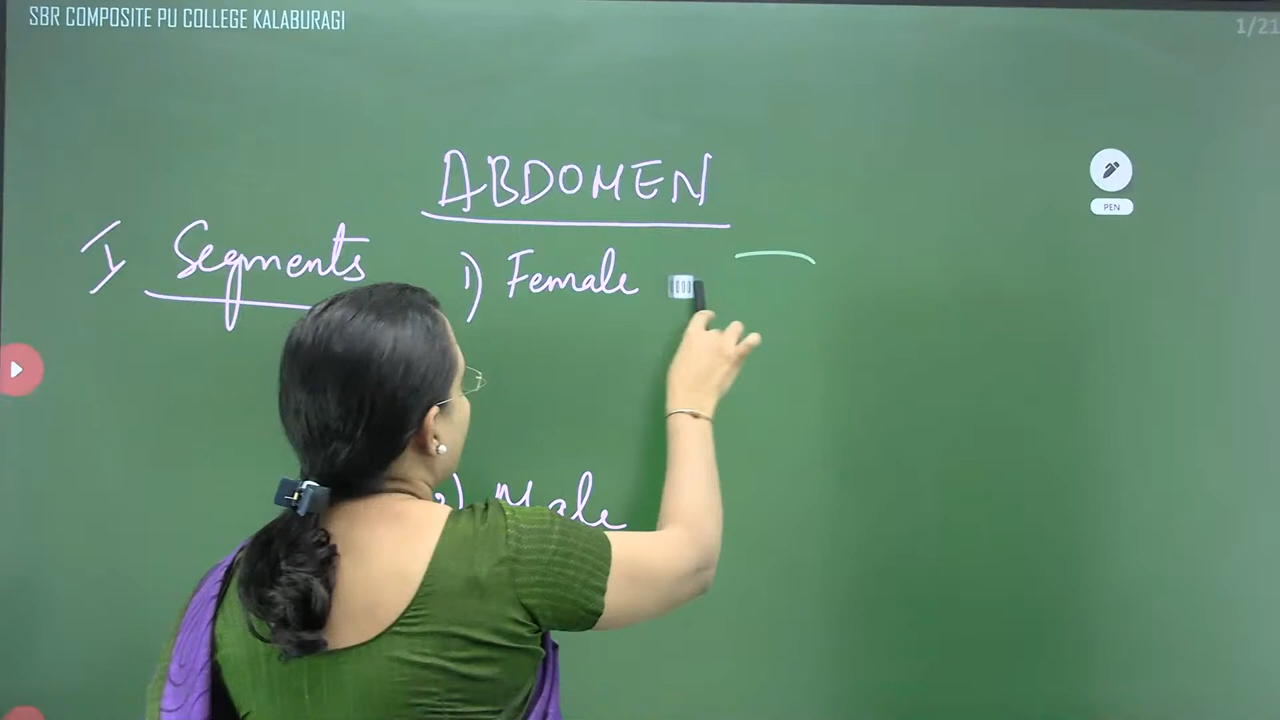 SBR COMPOSITE PU COLLEGE KALABURAGI
1/21
ABDOMEN
PEN
I Segments
1) Female
2) Male